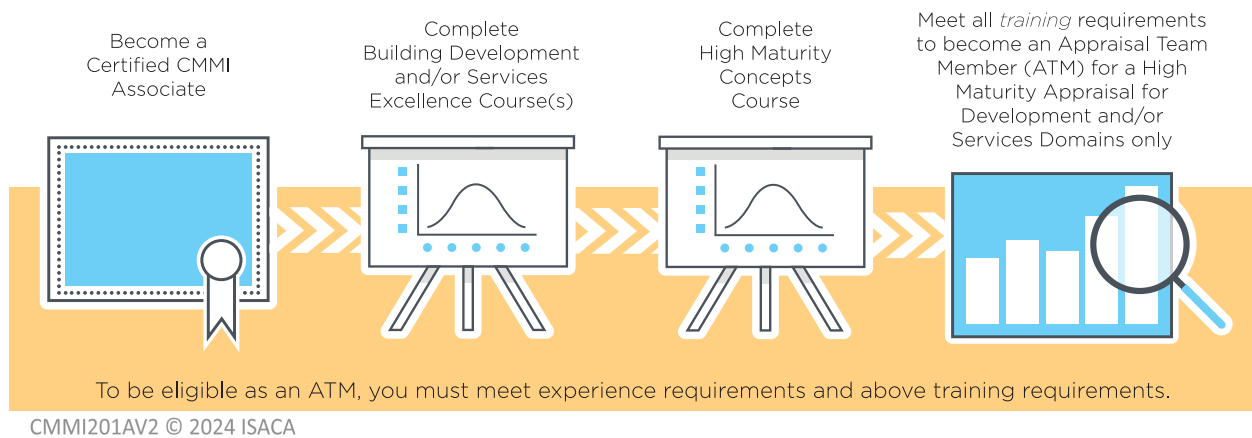 Become a
Certified CMMI
Associate
Complete
Building Development
and/or Services
Excellence Course(s)
Complete
High Maturity
Concepts
Course
Meet all training requirements
to become an Appraisal Team
Member (ATM) for a High
Maturity Appraisal for
Development and/or
Services Domains only
To be eligible as an ATM, you must meet experience requirements and above training requirements.
CMMI201AV2 © 2024 ISACA